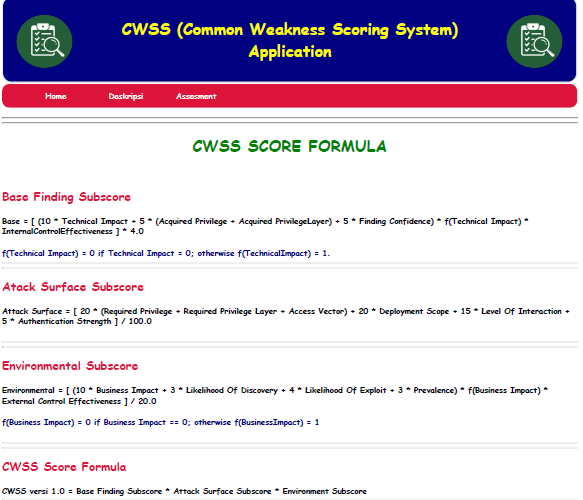 CWSS (Common Weakness Scoring System)
Application
Home Deskripsi Assesment
CWSS SCORE FORMULA
Base Finding Subscore
Base = [ (10 * Technical Impact + 5 * (Acquired Privilege + Acquired PrivilegeLayer) + 5 * Finding Confidence) * f(Technical Impact) *
InternalControlEffectiveness ] * 4.0
f(Technical Impact) = 0 if Technical Impact = 0; otherwise f(TechnicalImpact) = 1.
Atack Surface Subscore
Attack Surface = [ 20 * (Required Privilege + Required Privilege Layer + Access Vector) + 20 * Deployment Scope + 15 * Level Of Interaction +
5 * Authentication Strength ] / 100.0
Environmental Subscore
Environmental = [ (10 * Business Impact + 3 * Likelihood Of Discovery + 4 * Likelihood Of Exploit + 3 * Prevalence) * f(Business Impact) *
External Control Effectiveness ] / 20.0
f(Business Impact) = 0 if Business Impact == 0; otherwise f(BusinessImpact) = 1
CWSS Score Formula
CWSS versi 1.0 = Base Finding Subscore * Attack Surface Subscore * Environment Subscore